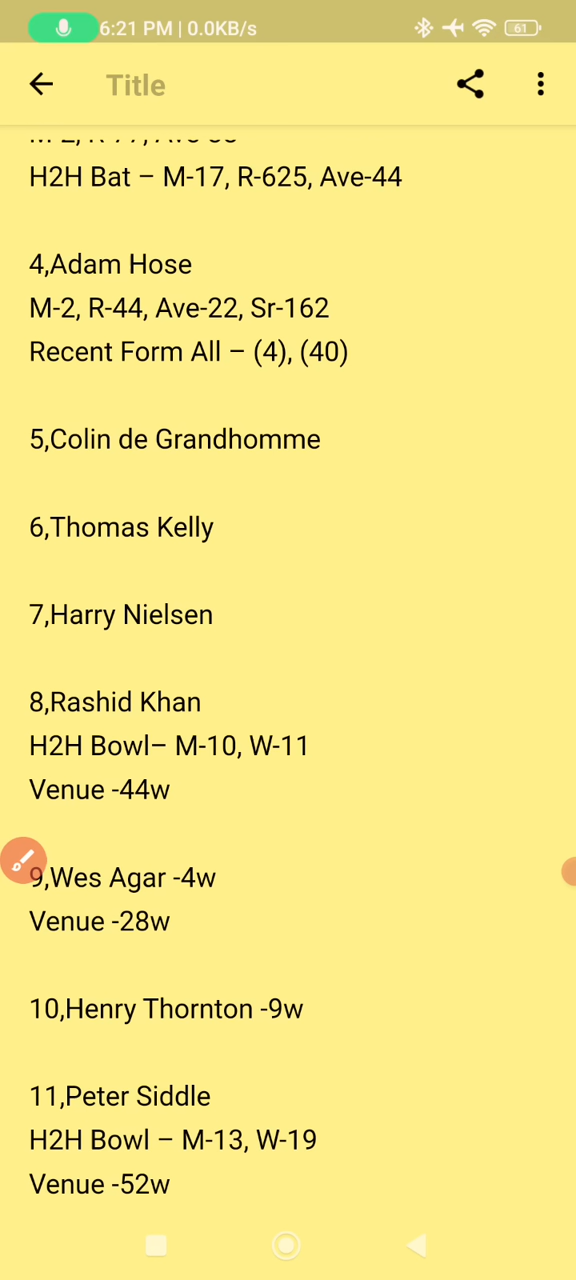 6:21 PM | 0.0KB/s
61
Title
H2H Bat – M-17, R-625, Ave-44
4,Adam Hose
M-2, R-44, Ave-22, Sr-162
Recent Form All – (4), (40)
5,Colin de Grandhomme
6,Thomas Kelly
7,Harry Nielsen
8,Rashid Khan
H2H Bowl– M-10, W-11
Venue -44w
9,Wes Agar -4w
Venue -28w
10,Henry Thornton -9w
11,Peter Siddle
H2H Bowl – M-13, W-19
Venue -52w